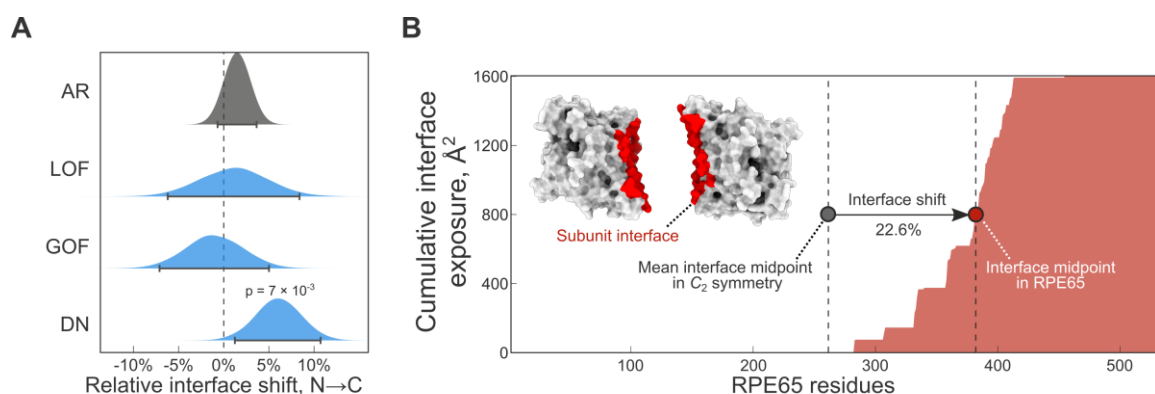 A
AR
LOF
GOF
DN
p = 7 × 10⁻³
-10% -5% 0% 5% 10%
Relative interface shift, N→C
B
Cumulative interface
exposure, Å²
1600
1200
800
400
0
Subunit interface
Mean interface midpoint
in C₂ symmetry
Interface shift
22.6%
Interface midpoint
in RPE65
100 200 300 400 500
RPE65 residues